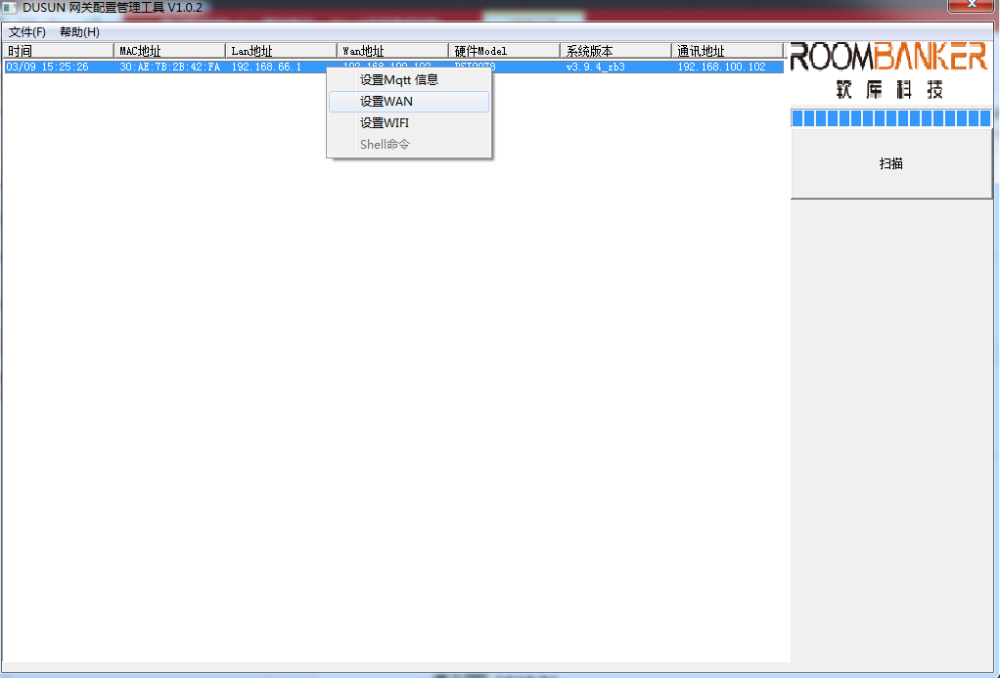 DUSUN 网关配置管理工具 V1.0.2
文件(F) 帮助(H)
时间 MAC地址 Lan地址 Wan地址 硬件Model 系统版本 通讯地址
03/09 15:25:26 30:AE:7B:2B:42:FA 192.168.66.1 v3.9.4_zb3 192.168.100.102
设置Mqtt 信息
设置WAN
设置WIFI
Shell命令
ROOMBANKER
软库科技
扫描